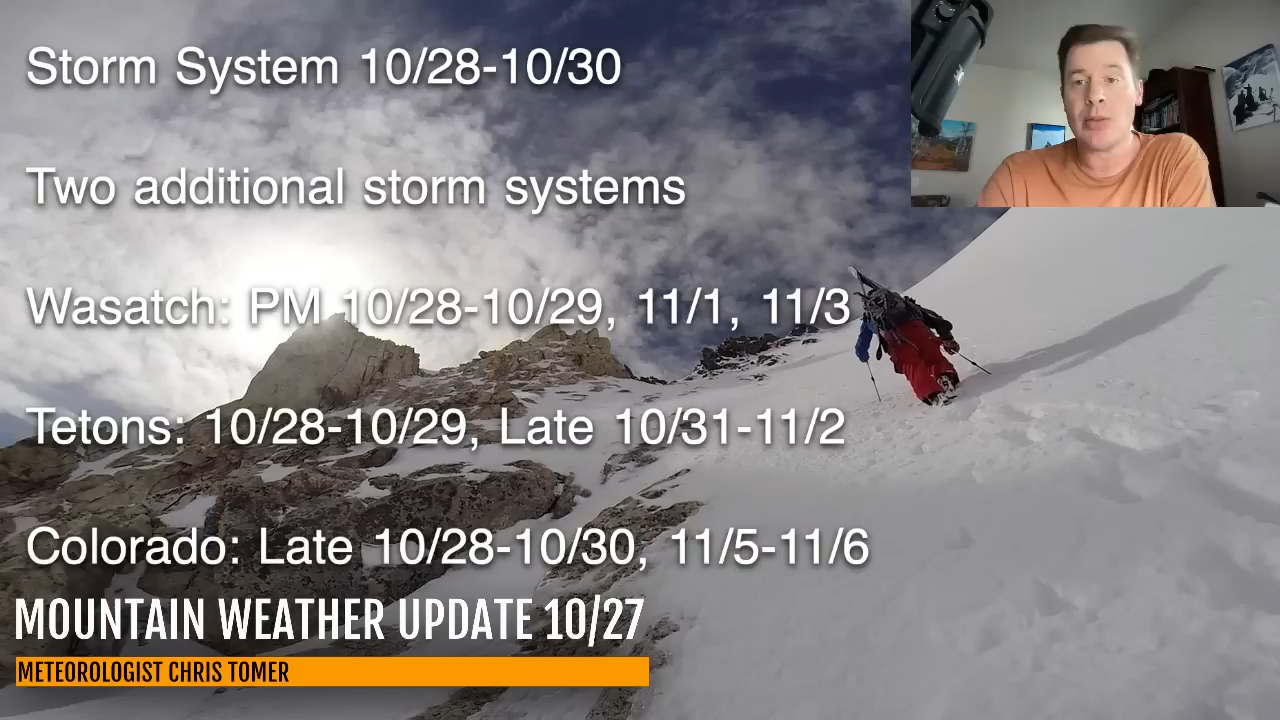 Storm System 10/28-10/30
Two additional storm systems
Wasatch: PM 10/28-10/29, 11/1, 11/3
Tetons: 10/28-10/29, Late 10/31-11/2
Colorado: Late 10/28-10/30, 11/5-11/6
MOUNTAIN WEATHER UPDATE 10/27
METEOROLOGIST CHRIS TOMER